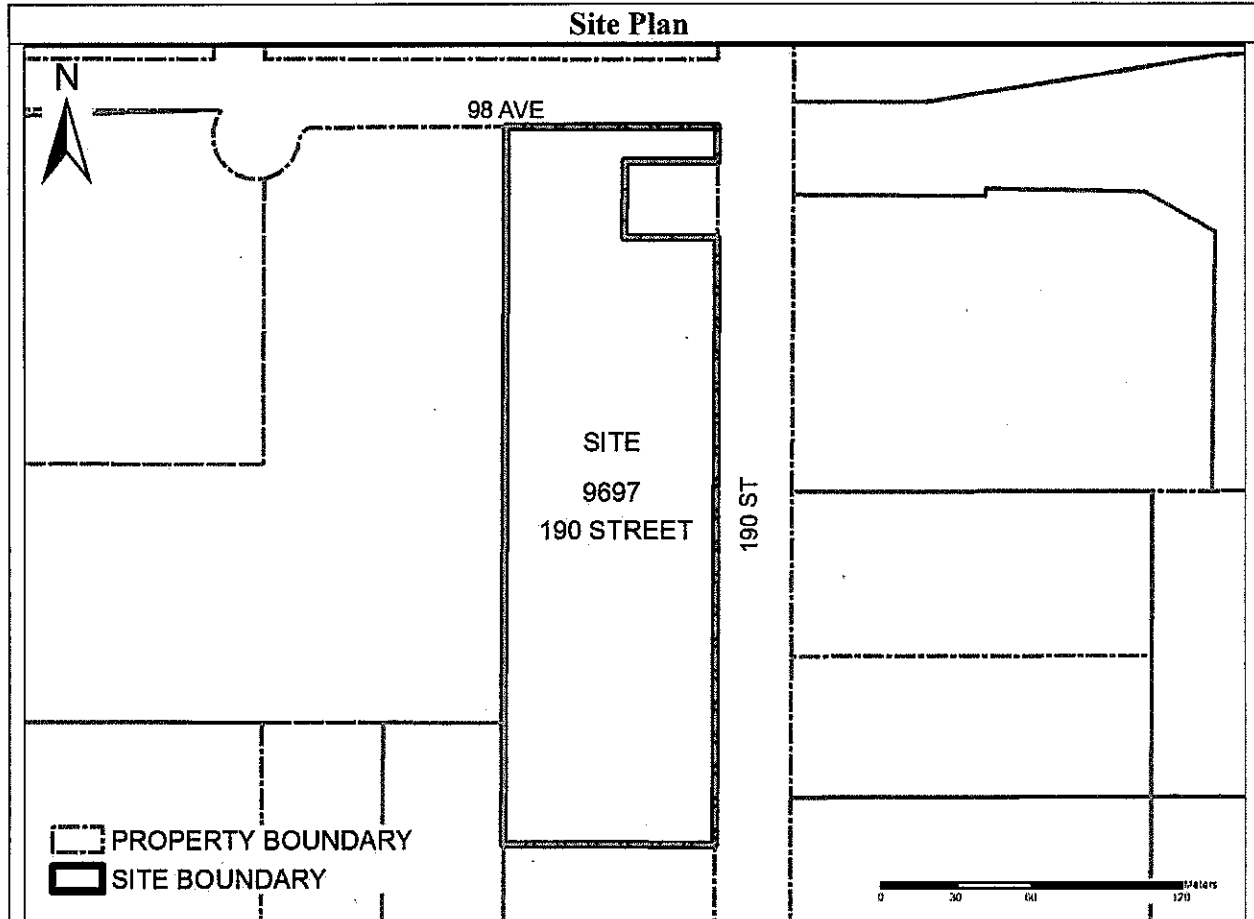 Site Plan
N
98 AVE
SITE
9697
190 STREET
190 ST
PROPERTY BOUNDARY
SITE BOUNDARY
Meters
0 30 60 120